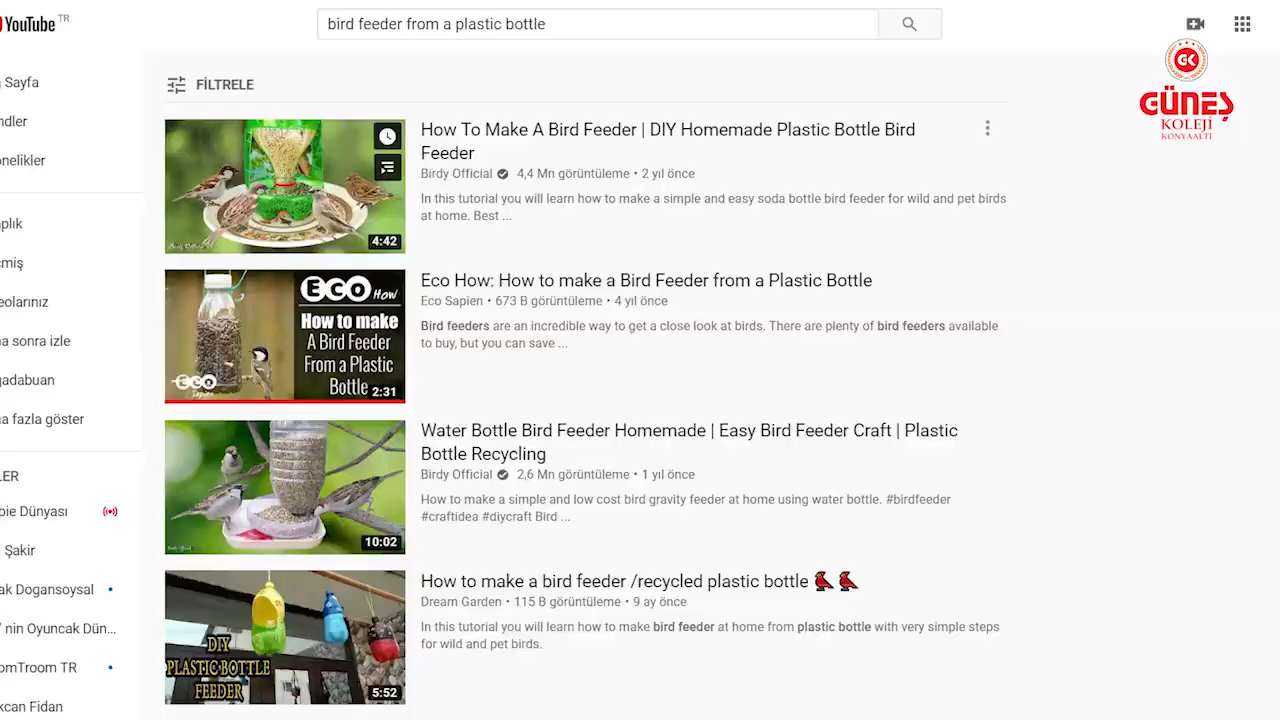 YouTube TR
bird feeder from a plastic bottle
GK
GÜNEŞ
KOLEJİ
KONYAALTI
Sayfa
ndler
onelikler
aplık
çmiş
eolarınız
a sonra izle
gadabuan
a fazla göster
LER
bie Dünyası
Şakir
ak Dogansoysal
' nin Oyuncak Dün...
omTroom TR
kcan Fidan
FİLTRELE
4:42
How To Make A Bird Feeder | DIY Homemade Plastic Bottle Bird
Feeder
Birdy Official 4,4 Mn görüntüleme • 2 yıl önce
In this tutorial you will learn how to make a simple and easy soda bottle bird feeder for wild and pet birds
at home. Best ...
ECO How
How to make
A Bird Feeder
From a Plastic
Bottle
ECO
Sapien
2:31
Eco How: How to make a Bird Feeder from a Plastic Bottle
Eco Sapien • 673 B görüntüleme • 4 yıl önce
Bird feeders are an incredible way to get a close look at birds. There are plenty of bird feeders available
to buy, but you can save ...
10:02
Water Bottle Bird Feeder Homemade | Easy Bird Feeder Craft | Plastic
Bottle Recycling
Birdy Official 2,6 Mn görüntüleme • 1 yıl önce
How to make a simple and low cost bird gravity feeder at home using water bottle. #birdfeeder
#craftidea #diycraft Bird ...
DIY
PLASTIC BOTTLE
FEEDER
5:52
How to make a bird feeder /recycled plastic bottle
Dream Garden • 115 B görüntüleme • 9 ay önce
In this tutorial you will learn how to make bird feeder at home from plastic bottle with very simple steps
for wild and pet birds.